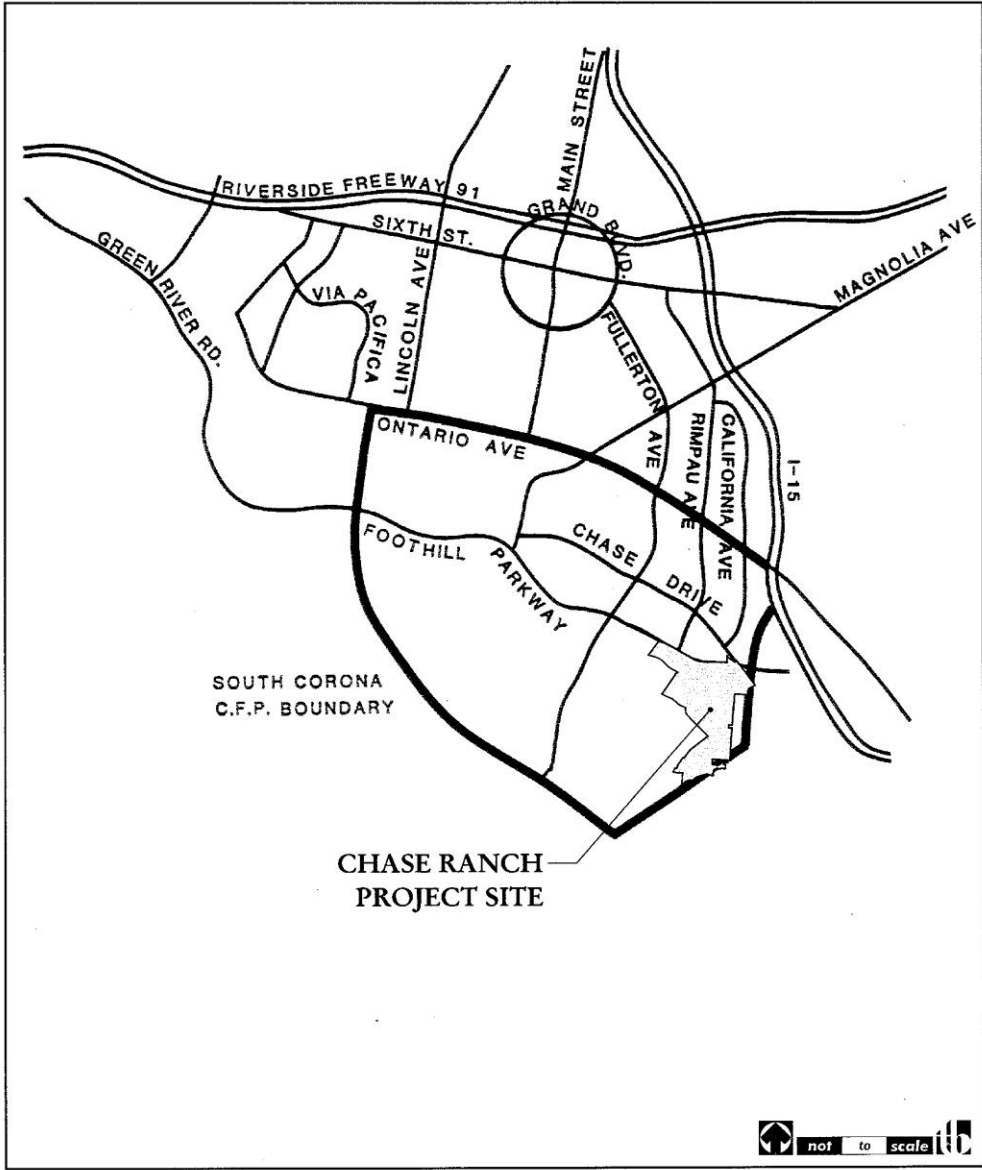 MAIN STREET
RIVERSIDE FREEWAY 91
GRAND BLVD.
SIXTH ST.
GREEN RIVER RD.
VIA PACIFICA
LINCOLN AVE
MAGNOLIA AVE
FULLERTON AVE
RIMPAU AVE
CALIFORNIA AVE
I-15
ONTARIO AVE
FOOTHILL PARKWAY
CHASE DRIVE
SOUTH CORONA
C.F.P. BOUNDARY
CHASE RANCH
PROJECT SITE
not to scale